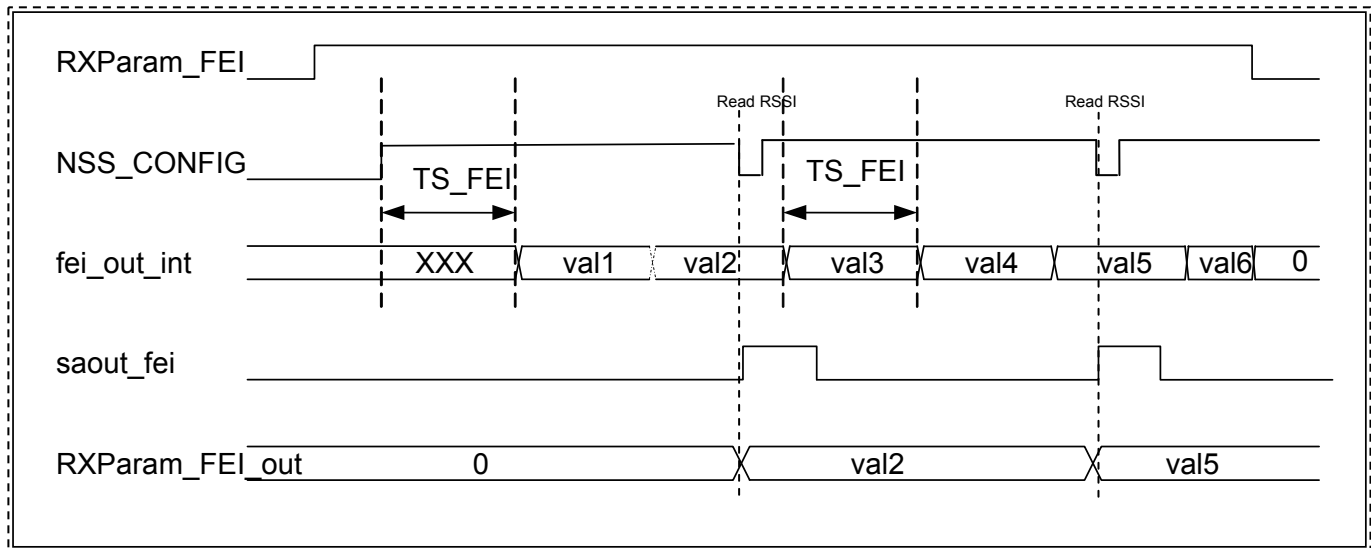 RXParam_FEI
Read RSSI Read RSSI
NSS_CONFIG
TS_FEI TS_FEI
fei_out_int XXX val1 val2 val3 val4 val5 val6 0
saout_fei
RXParam_FEI_out 0 val2 val5